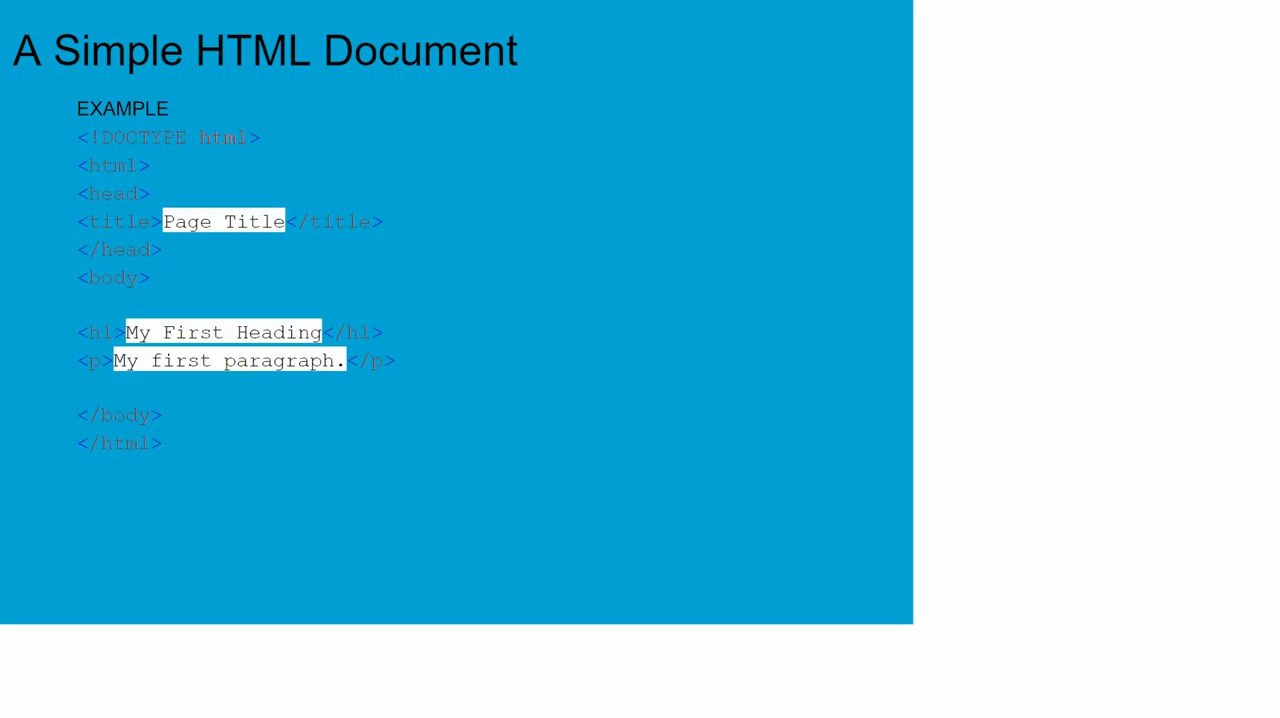 A Simple HTML Document
EXAMPLE
<!DOCTYPE html>
<html>
<head>
<title>Page Title</title>
</head>
<body>
<h1>My First Heading</h1>
<p>My first paragraph.</p>
</body>
</html>